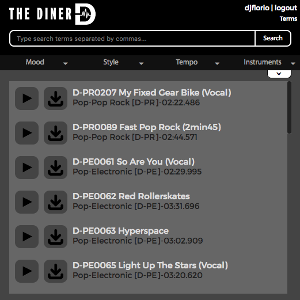 THE DINER D
djflorio | logout
Terms
Type search terms separated by commas...
Search
Mood
Style
Tempo
Instruments
D-PR0207 My Fixed Gear Bike (Vocal)
Pop-Pop Rock [D-PR]-02:22.486
D-PR0089 Fast Pop Rock (2min45)
Pop-Pop Rock [D-PR]-02:44.571
D-PE0061 So Are You (Vocal)
Pop-Electronic [D-PE]-02:29.995
D-PE0062 Red Rollerskates
Pop-Electronic [D-PE]-03:31.696
D-PE0063 Hyperspace
Pop-Electronic [D-PE]-03:02.909
D-PE0065 Light Up The Stars (Vocal)
Pop-Electronic [D-PE]-03:20.620